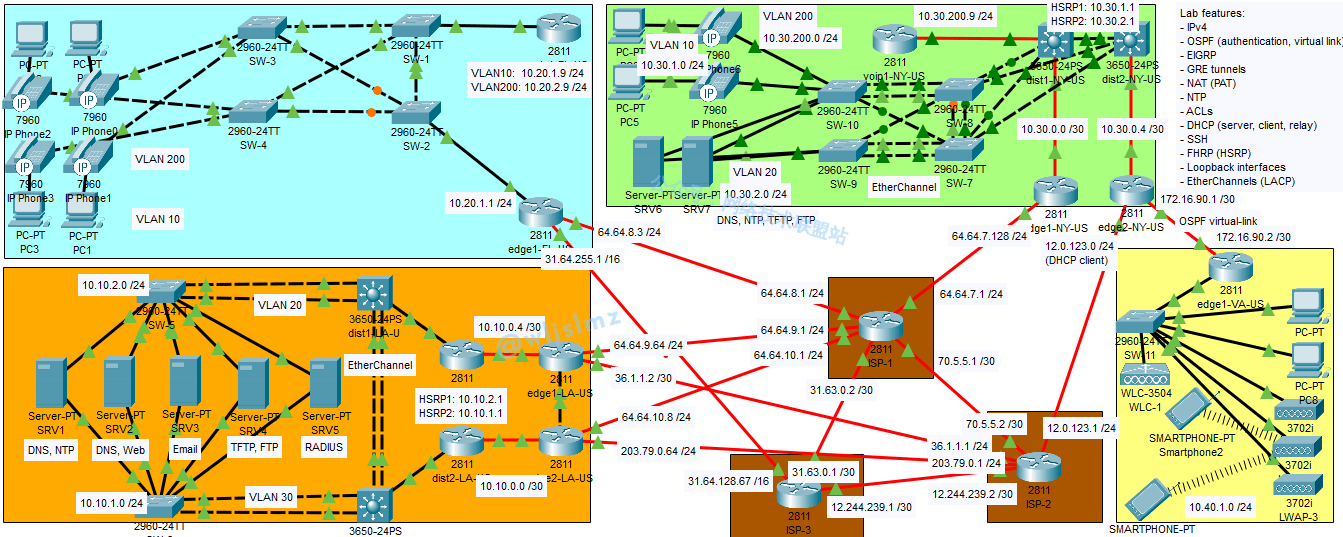 2960-24TT
SW-3
2960-24TT
SW-1
2811
PC-PT
PC-PT
VLAN10: 10.20.1.9 /24
VLAN200: 10.20.2.9 /24
IP
7960
IP Phone2
IP
7960
IP Phone0
2960-24TT
SW-4
2960-24TT
SW-2
IP
7960
IP Phone3
IP
7960
IP Phone1
VLAN 200
VLAN 10
PC-PT
PC3
PC-PT
PC1
10.20.1.1 /24
2811
64.64.8.3 /24
31.64.255.1 /16
VLAN 200
10.30.200.0 /24
10.30.200.9 /24
HSRP1: 10.30.1.1
HSRP2: 10.30.2.1
PC-PT
VLAN 10
10.30.1.0 /24
IP
7960
2811
voip1-NY-US
3650-24PS
dist1-NY-US
3650-24PS
dist2-NY-US
PC-PT
PC5
IP
7960
IP Phone5
2960-24TT
SW-10
2960-24TT
SW-8
2960-24TT
SW-9
2960-24TT
SW-7
10.30.0.0 /30
10.30.0.4 /30
VLAN 20
10.30.2.0 /24
EtherChannel
Server-PT
SRV6
Server-PT
SRV7
DNS, NTP, TFTP, FTP
2811
edge1-NY-US
2811
edge2-NY-US
64.64.7.128 /24
12.0.123.0 /24
(DHCP client)
172.16.90.1 /30
OSPF virtual-link
172.16.90.2 /30
Lab features:
- IPv4
- OSPF (authentication, virtual link)
- EIGRP
- GRE tunnels
- NAT (PAT)
- NTP
- ACLs
- DHCP (server, client, relay)
- SSH
- FHRP (HSRP)
- Loopback interfaces
- EtherChannels (LACP)
10.10.2.0 /24
2960-24TT
SW-5
VLAN 20
3650-24PS
10.10.0.4 /30
2811
2811
edge1-LA-US
EtherChannel
HSRP1: 10.10.2.1
HSRP2: 10.10.1.1
Server-PT
SRV1
Server-PT
SRV2
Server-PT
SRV3
Server-PT
SRV4
Server-PT
SRV5
DNS, NTP
DNS, Web
Email
TFTP, FTP
RADIUS
2811
2811
10.10.0.0 /30
10.10.1.0 /24
2960-24TT
VLAN 30
3650-24PS
@wljslmz
64.64.9.64 /24
36.1.1.2 /30
64.64.10.8 /24
203.79.0.64 /24
64.64.8.1 /24
64.64.9.1 /24
64.64.10.1 /24
64.64.7.1 /24
2811
ISP-1
70.5.5.1 /30
31.63.0.2 /30
70.5.5.2 /30
12.0.123.1 /24
36.1.1.1 /24
203.79.0.1 /24
12.244.239.2 /30
2811
ISP-2
31.63.0.1 /30
31.64.128.67 /16
12.244.239.1 /30
2811
ISP-3
2811
edge1-VA-US
2960-24TT
SW-11
PC-PT
PC-PT
PC8
WLC-3504
WLC-1
SMARTPHONE-PT
Smartphone2
3702i
3702i
3702i
LWAP-3
10.40.1.0 /24
SMARTPHONE-PT